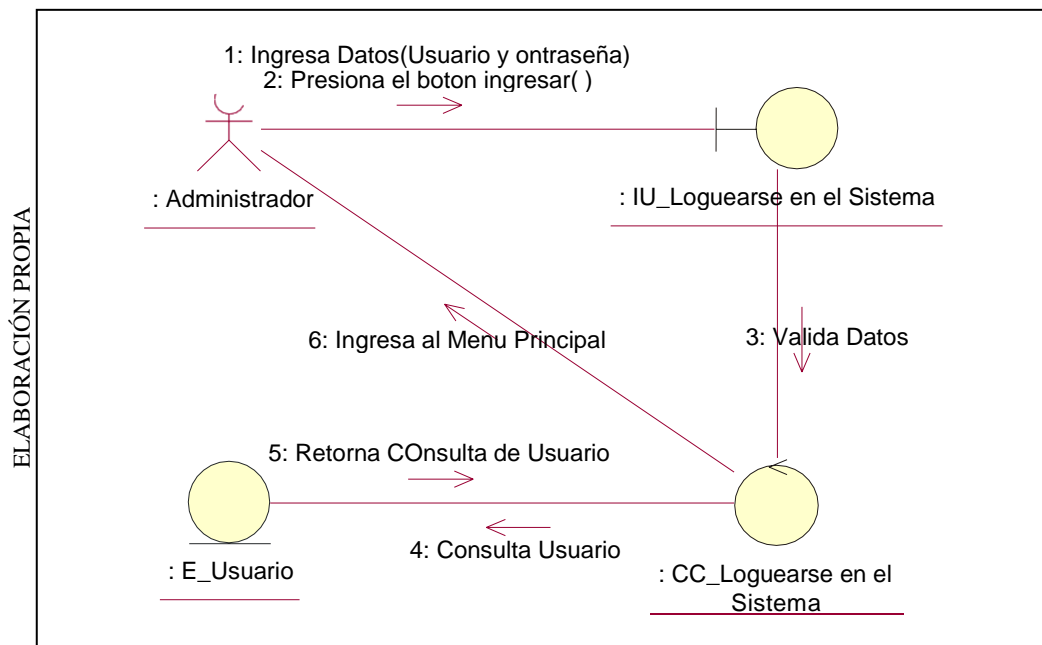 1: Ingresa Datos(Usuario y ontraseña)
2: Presiona el boton ingresar( )
: Administrador
: IU_Loguearse en el Sistema
ELABORACIÓN PROPIA
6: Ingresa al Menu Principal
3: Valida Datos
5: Retorna COnsulta de Usuario
4: Consulta Usuario
: E_Usuario
: CC_Loguearse en el
Sistema